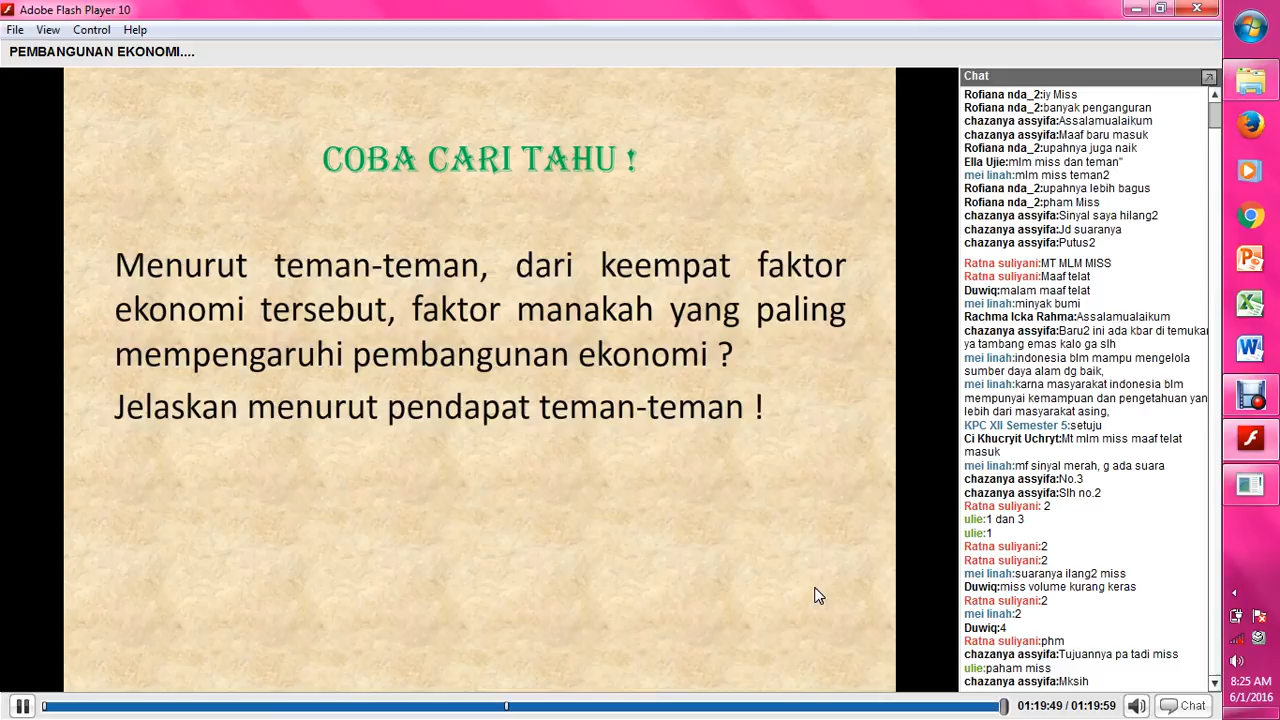 Adobe Flash Player 10
File View Control Help
PEMBANGUNAN EKONOMI....
COBA CARI TAHU !
Menurut teman-teman, dari keempat faktor
ekonomi tersebut, faktor manakah yang paling
mempengaruhi pembangunan ekonomi ?
Jelaskan menurut pendapat teman-teman !
Chat
Rofiana nda_2:iy Miss
Rofiana nda_2:banyak penganguran
chazanya assyifa:Assalamualaikum
chazanya assyifa:Maaf baru masuk
Rofiana nda_2:upahnya juga naik
Ella Ujie:mlm miss dan teman"
mei linah:mlm miss teman2
Rofiana nda_2:upahnya lebih bagus
Rofiana nda_2:pham Miss
chazanya assyifa:Sinyal saya hilang2
chazanya assyifa:Jd suaranya
chazanya assyifa:Putus2
Ratna suliyani:MT MLM MISS
Ratna suliyani:Maaf telat
Duwiq:malam maaf telat
mei linah:minyak bumi
Rachma Icka Rahma:Assalamualaikum
chazanya assyifa:Baru2 ini ada kbar di temukar
ya tambang emas kalo ga slh
mei linah:indonesia blm mampu mengelola
sumber daya alam dg baik,
mei linah:karna masyarakat indonesia blm
mempunyai kemampuan dan pengetahuan yan
lebih dari masyarakat asing,
KPC XII Semester 5:setuju
Ci Khucryit Uchryt:Mt mlm miss maaf telat
masuk
mei linah:mf sinyal merah, g ada suara
chazanya assyifa:No.3
chazanya assyifa:Slh no.2
Ratna suliyani: 2
ulie:1 dan 3
ulie:1
Ratna suliyani:2
Ratna suliyani:2
mei linah:suaranya ilang2 miss
Duwiq:miss volume kurang keras
Ratna suliyani:2
mei linah:2
Duwiq:4
Ratna suliyani:phm
chazanya assyifa:Tujuannya pa tadi miss
ulie:paham miss
chazanya assyifa:Mksih
01:19:49 / 01:19:59
Chat
8:25 AM
6/1/2016